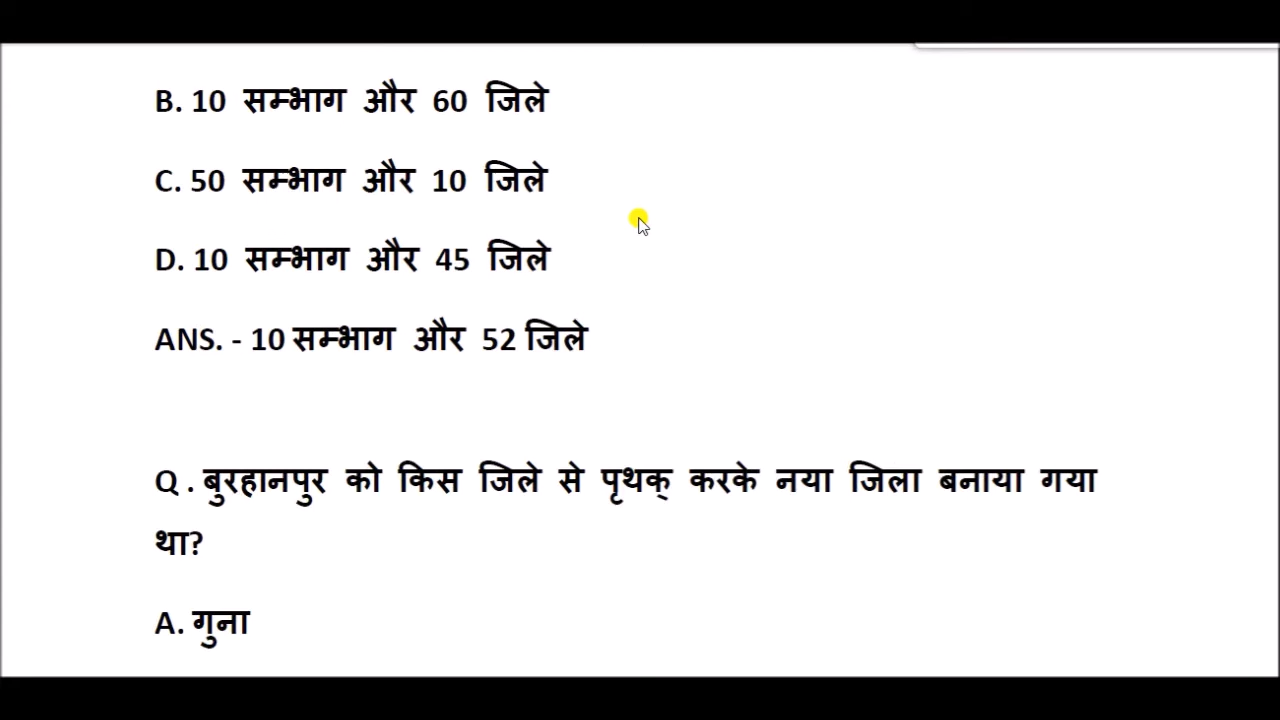 B. 10 सम्भाग और 60 जिले
C. 50 सम्भाग और 10 जिले
D. 10 सम्भाग और 45 जिले
ANS. - 10 सम्भाग और 52 जिले
Q . बुरहानपुर को किस जिले से पृथक् करके नया जिला बनाया गया
था?
A. गुना